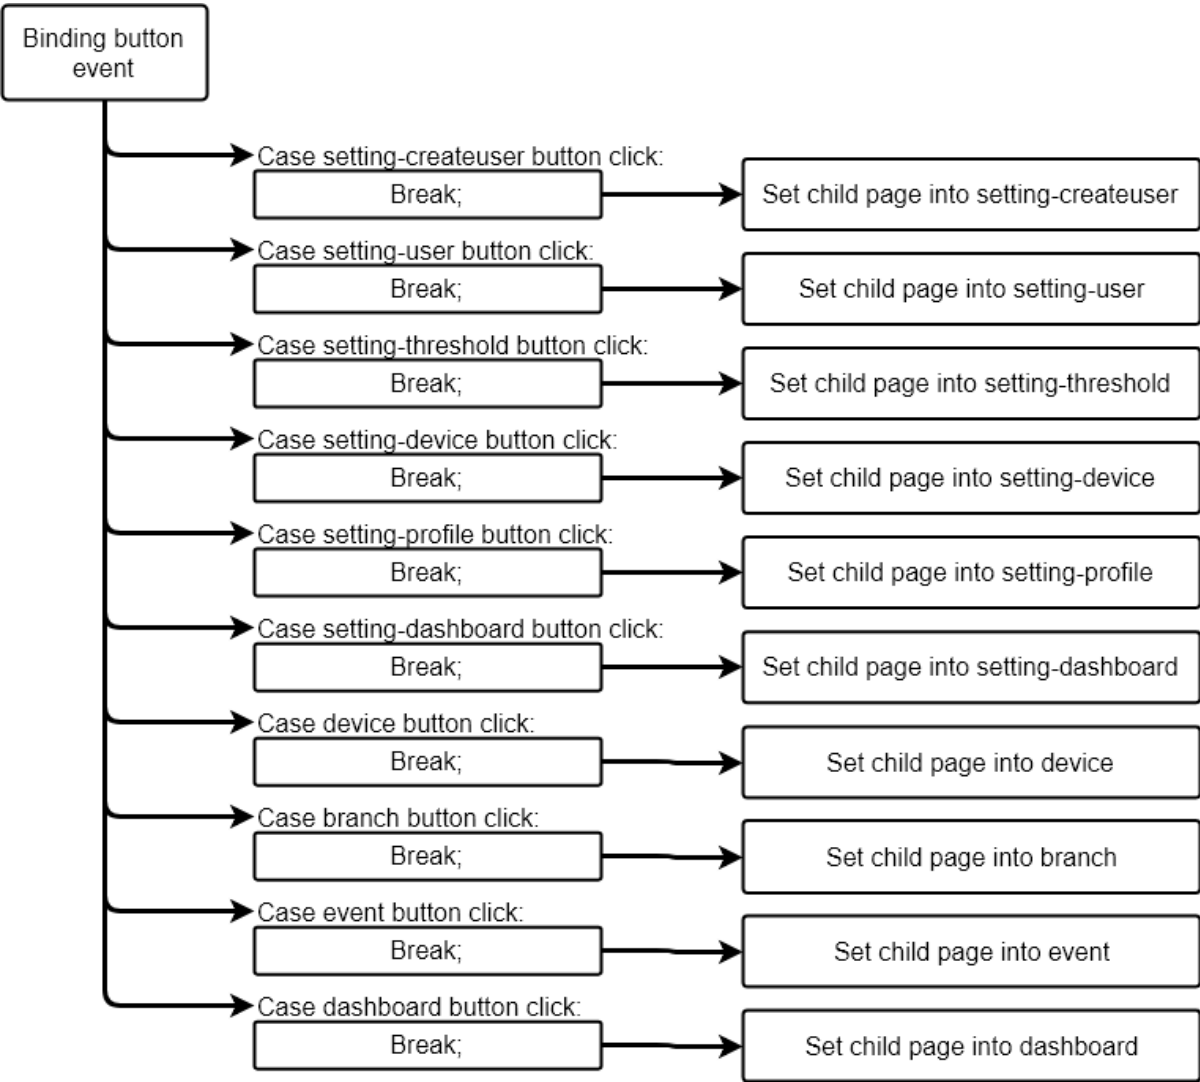 Binding button
event
Case setting-createuser button click:
Break;
Set child page into setting-createuser
Case setting-user button click:
Break;
Set child page into setting-user
Case setting-threshold button click:
Break;
Set child page into setting-threshold
Case setting-device button click:
Break;
Set child page into setting-device
Case setting-profile button click:
Break;
Set child page into setting-profile
Case setting-dashboard button click:
Break;
Set child page into setting-dashboard
Case device button click:
Break;
Set child page into device
Case branch button click:
Break;
Set child page into branch
Case event button click:
Break;
Set child page into event
Case dashboard button click:
Break;
Set child page into dashboard